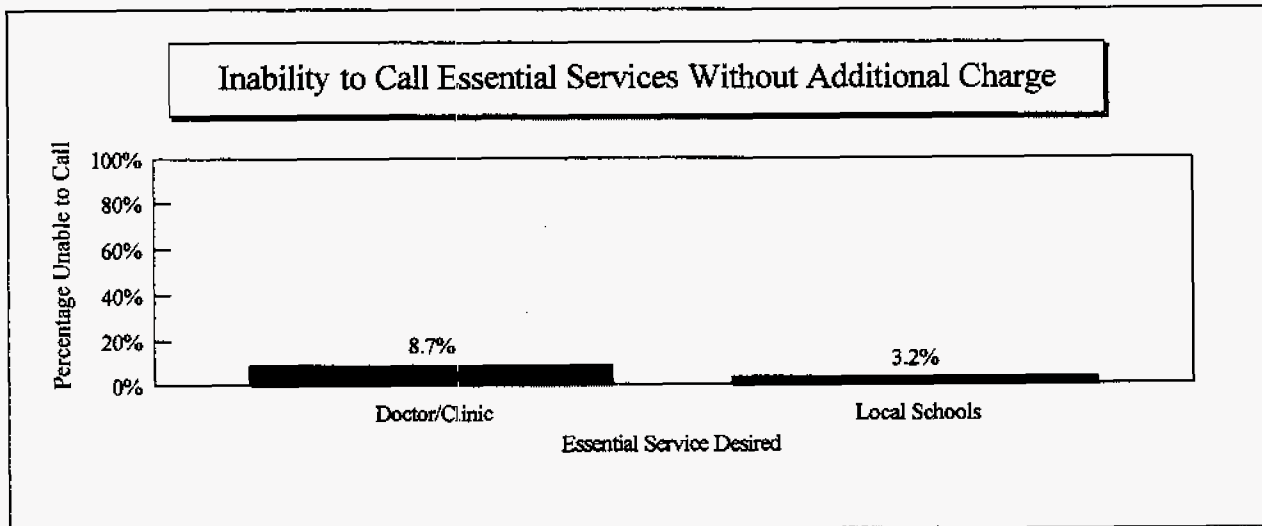 Inability to Call Essential Services Without Additional Charge
Percentage Unable to Call
100%
80%
60%
40%
20%
0%
8.7%
3.2%
Doctor/Clinic
Local Schools
Essential Service Desired